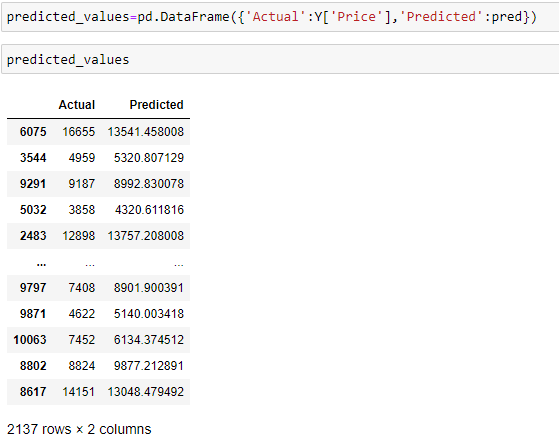 predicted_values=pd.DataFrame({'Actual':Y['Price'],'Predicted':pred})
predicted_values
Actual Predicted
6075 16655 13541.458008
3544 4959 5320.807129
9291 9187 8992.830078
5032 3858 4320.611816
2483 12898 13757.208008
... ... ...
9797 7408 8901.900391
9871 4622 5140.003418
10063 7452 6134.374512
8802 8824 9877.212891
8617 14151 13048.479492
2137 rows × 2 columns